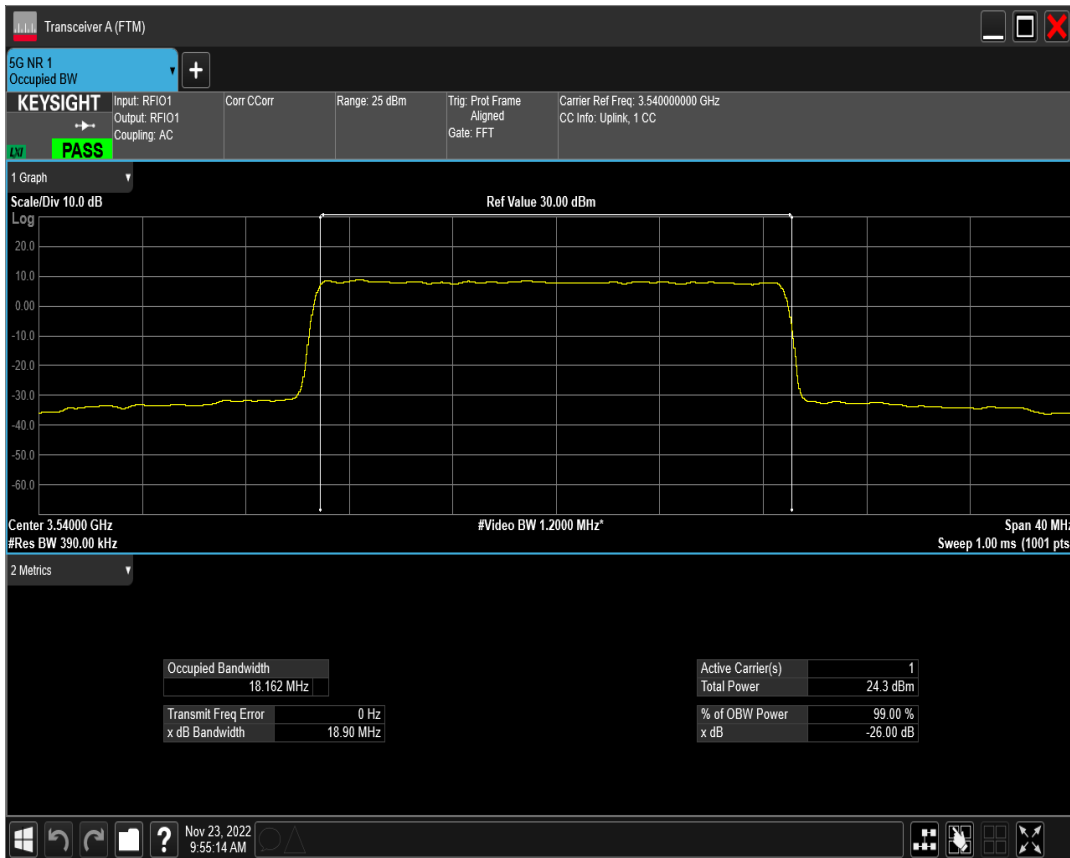 Transceiver A (FTM)
5G NR 1
Occupied BW
+
KEYSIGHT
LXI
PASS
Input: RFIO1
Output: RFIO1
Coupling: AC
Corr CCorr
Range: 25 dBm
Trig: Prot Frame
Aligned
Gate: FFT
Carrier Ref Freq: 3.540000000 GHz
CC Info: Uplink, 1 CC
1 Graph
Scale/Div 10.0 dB
Ref Value 30.00 dBm
Log
20.0
10.0
0.00
-10.0
-20.0
-30.0
-40.0
-50.0
-60.0
Center 3.54000 GHz
#Video BW 1.2000 MHz*
Span 40 MHz
#Res BW 390.00 kHz
Sweep 1.00 ms (1001 pts
2 Metrics
Occupied Bandwidth
18.162 MHz
Transmit Freq Error 0 Hz
x dB Bandwidth 18.90 MHz
Active Carrier(s) 1
Total Power 24.3 dBm
% of OBW Power 99.00 %
x dB -26.00 dB
?
Nov 23, 2022
9:55:14 AM